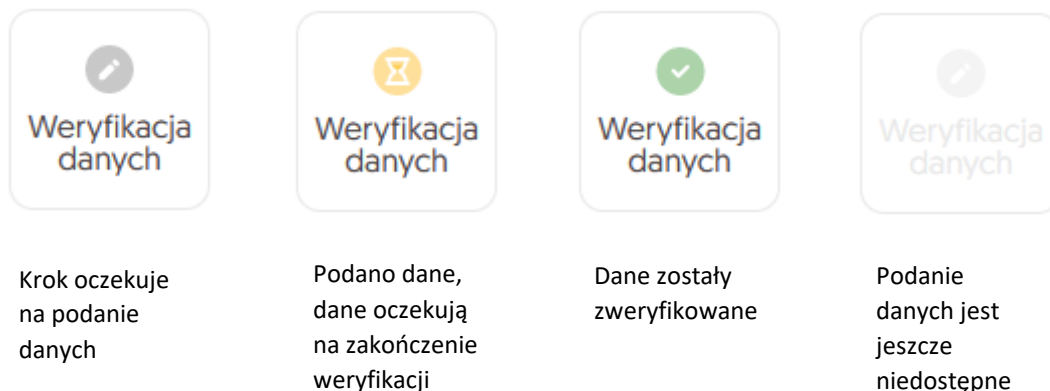 Weryfikacja
danych
Weryfikacja
danych
Weryfikacja
danych
Weryfikacja
danych
Krok oczekuje
na podanie
danych
Podano dane,
dane oczekują
na zakończenie
weryfikacji
Dane zostały
zweryfikowane
Podanie
danych jest
jeszcze
niedostępne